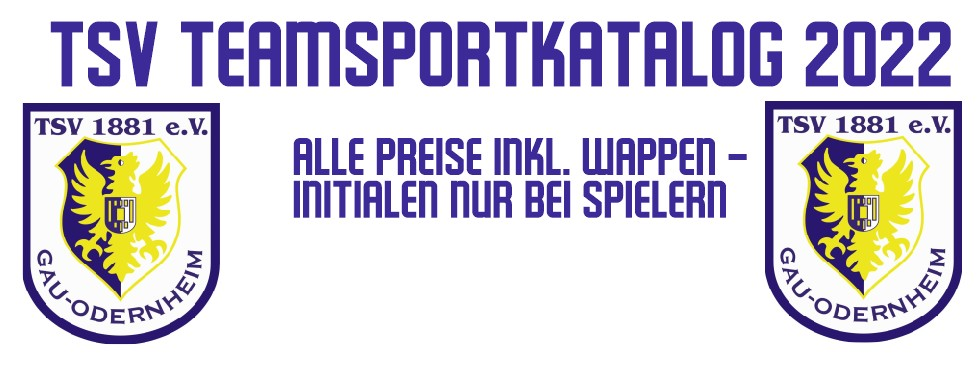 TSV TEAMSPORTKATALOG 2022
TSV 1881 e.V.
GAU-ODERNHEIM
ALLE PREISE INKL. WAPPEN –
INITIALEN NUR BEI SPIELERN
TSV 1881 e.V.
GAU-ODERNHEIM